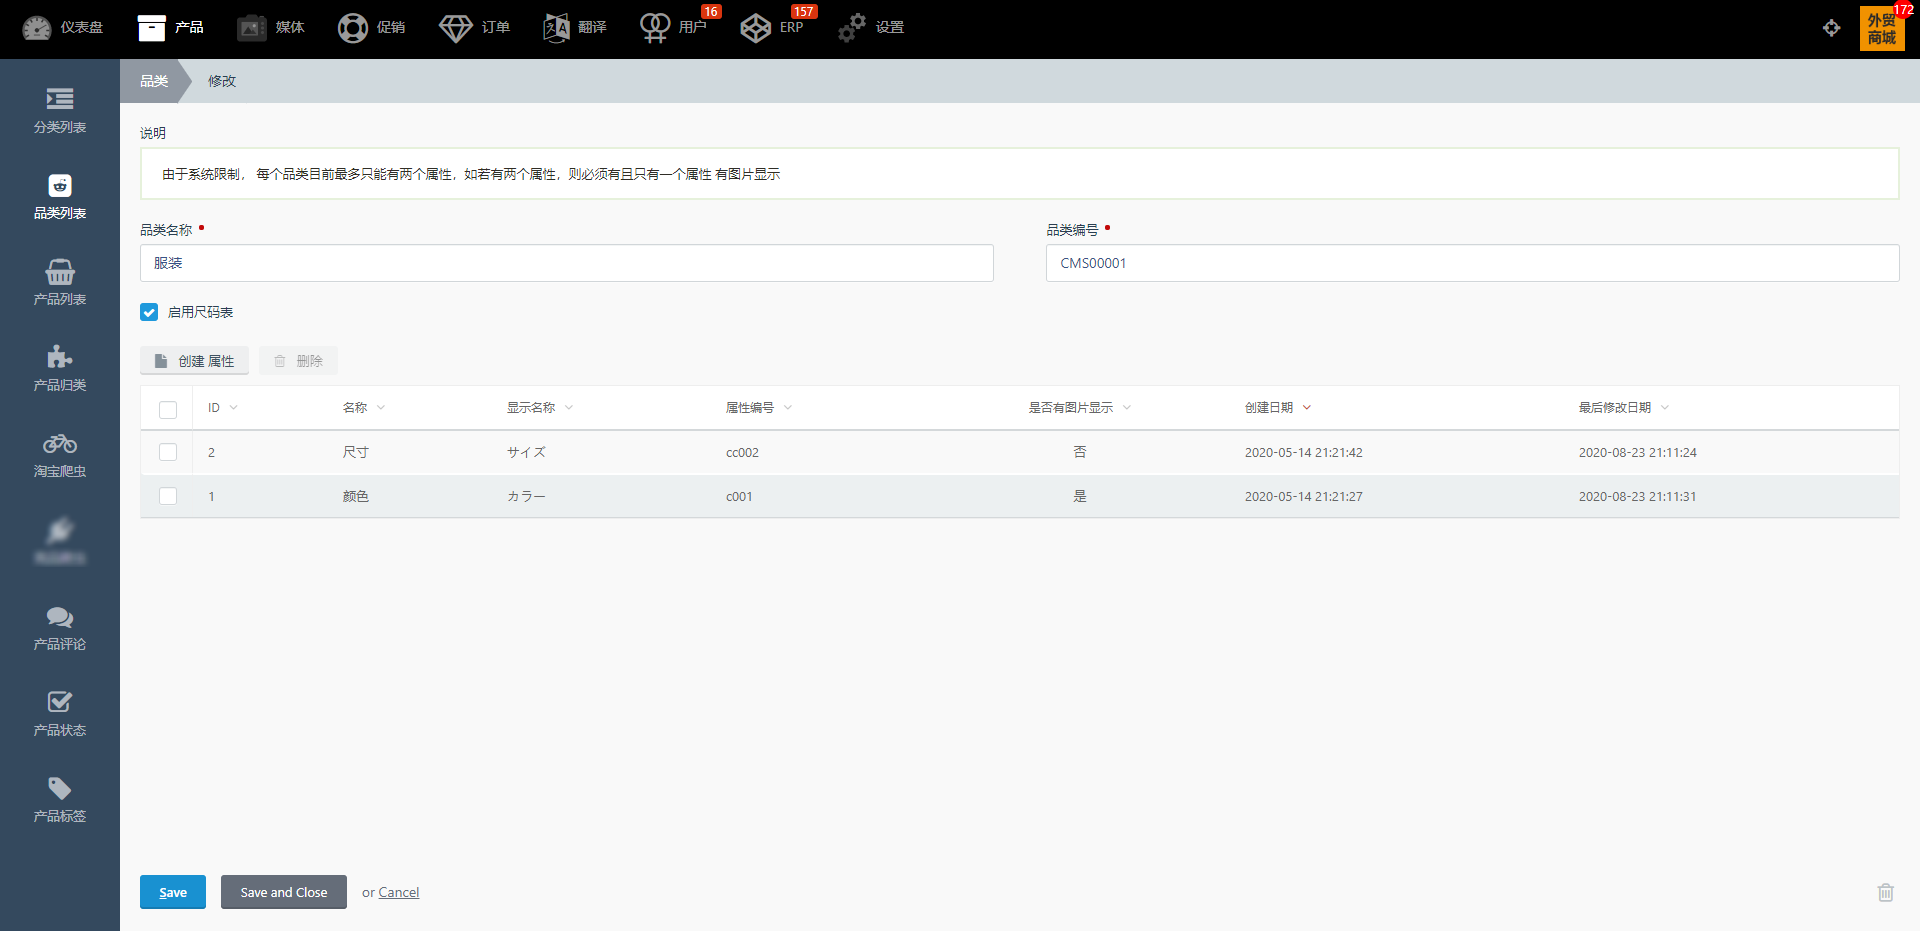 仪表盘
产品
媒体
促销
订单
翻译
用户
16
ERP
157
设置
外贸
商城
172
分类列表
品类列表
产品列表
产品归类
淘宝爬虫
产品评论
产品状态
产品标签
品类
修改
说明
由于系统限制， 每个品类目前最多只能有两个属性，如若有两个属性，则必须有且只有一个属性 有图片显示
品类名称
品类编号
服装
CMS00001
启用尺码表
创建 属性
删除
ID 名称 显示名称 属性编号 是否有图片显示 创建日期 最后修改日期
2 尺寸 サイズ cc002 否 2020-05-14 21:21:42 2020-08-23 21:11:24
1 颜色 カラー c001 是 2020-05-14 21:21:27 2020-08-23 21:11:31
Save
Save and Close
or Cancel